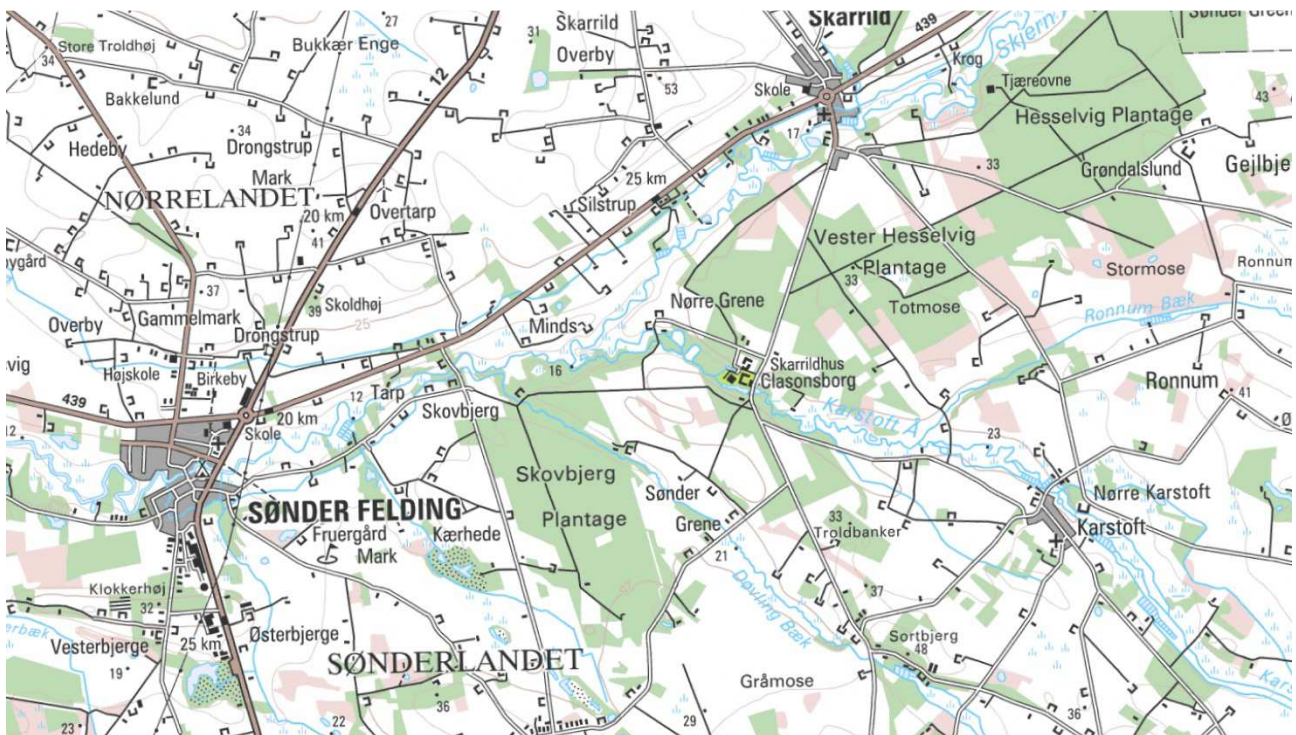 Skarrild
439
Sønder
27
Skarrild
Overby
Store Troldhøj
34
Bukkær Enge
31
12
Skjern
Krog
Bakkelund
53
Skole
Tjæreovne
43
Hesselvig Plantage
34
Drongstrup
Mark
17
Hedeby
33
Grøndalslund
Gejlbje
NØRRELANDET
25 km
Silstrup
20 km
Overtarp
41
Vester Hesselvig
Plantage
33
Stormose
Ronnum
37
Skoldhøj
39
Nørre Grene
Totmose
Ronnum Bæk
Gammelmark
25
Overby
Drongstrup
Minds
Højskole
Birkeby
16
Skarrildhus
Clasonsborg
Ronnum
vig
439
20 km
Tarp
12
Skovbjerg
Karstoft Å
41
Skole
23
Skovbjerg
Plantage
Sønder
Grene
21
Nørre Karstoft
SØNDER FELDING
Fruergård
Mark
Kærhede
33
Troldbanker
Karstoft
Klokkerhøj
32
Døvling Bæk
37
Vesterbjerge
25 km
Østerbjerge
Sortbjerg
48
SØNDERLANDET
19
Gråmose
36
29
36
23
22